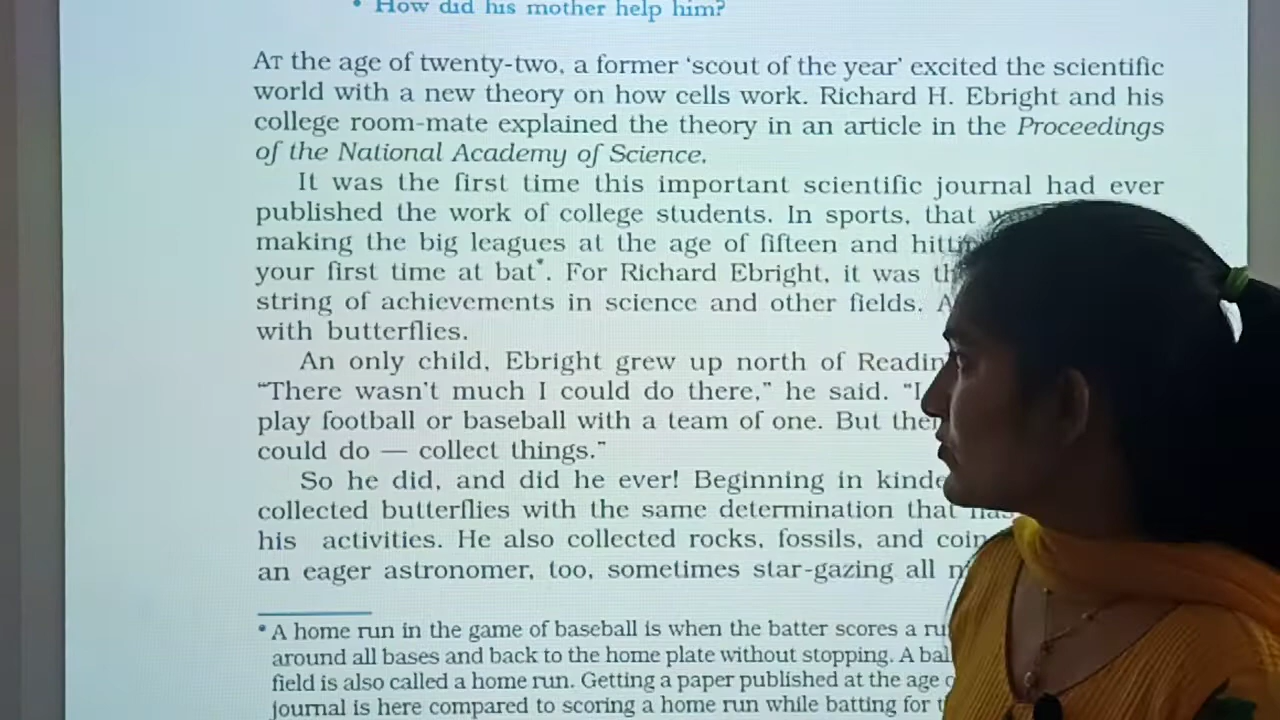 • How did his mother help him?
AT the age of twenty-two, a former ‘scout of the year’ excited the scientific
world with a new theory on how cells work. Richard H. Ebright and his
college room-mate explained the theory in an article in the Proceedings
of the National Academy of Science.
It was the first time this important scientific journal had ever
published the work of college students. In sports, that
making the big leagues at the age of fifteen and
your first time at bat*. For Richard Ebright, it was
string of achievements in science and other fields.
with butterflies.
An only child, Ebright grew up north of
“There wasn’t much I could do there,” he said.
play football or baseball with a team of one. But
could do — collect things.”
So he did, and did he ever! Beginning in
collected butterflies with the same determination that has
his activities. He also collected rocks, fossils, and
an eager astronomer, too, sometimes star-gazing all
* A home run in the game of baseball is when the batter scores a
around all bases and back to the home plate without stopping. A
field is also called a home run. Getting a paper published at the age
journal is here compared to scoring a home run while batting for